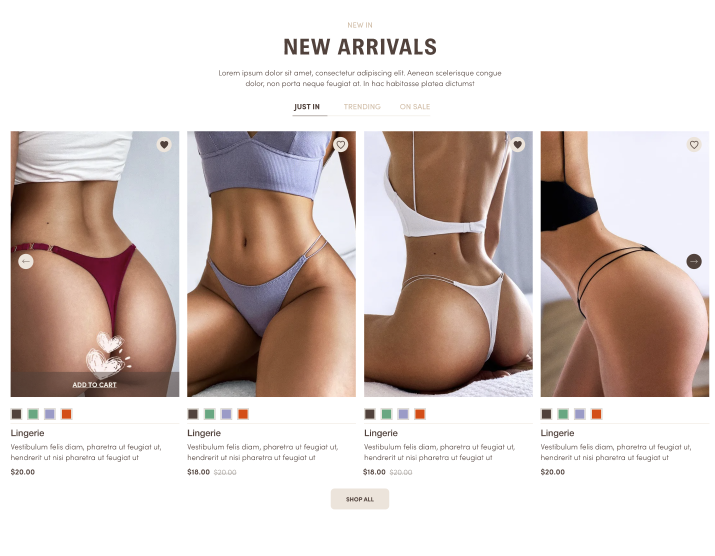 NEW IN
NEW ARRIVALS
Lorem ipsum dolor sit amet, consectetur adipiscing elit. Aenean scelerisque congue
dolor, non porta neque feugiat at. In hac habitasse platea dictumst
JUST IN TRENDING ON SALE
ADD TO CART
Lingerie
Vestibulum felis diam, pharetra ut feugiat ut,
hendrerit ut nisi pharetra ut feugiat ut
$20.00
Lingerie
Vestibulum felis diam, pharetra ut feugiat ut,
hendrerit ut nisi pharetra ut feugiat ut
$18.00 $20.00
Lingerie
Vestibulum felis diam, pharetra ut feugiat ut,
hendrerit ut nisi pharetra ut feugiat ut
$18.00 $20.00
Lingerie
Vestibulum felis diam, pharetra ut feugiat ut,
hendrerit ut nisi pharetra ut feugiat ut
$20.00
SHOP ALL